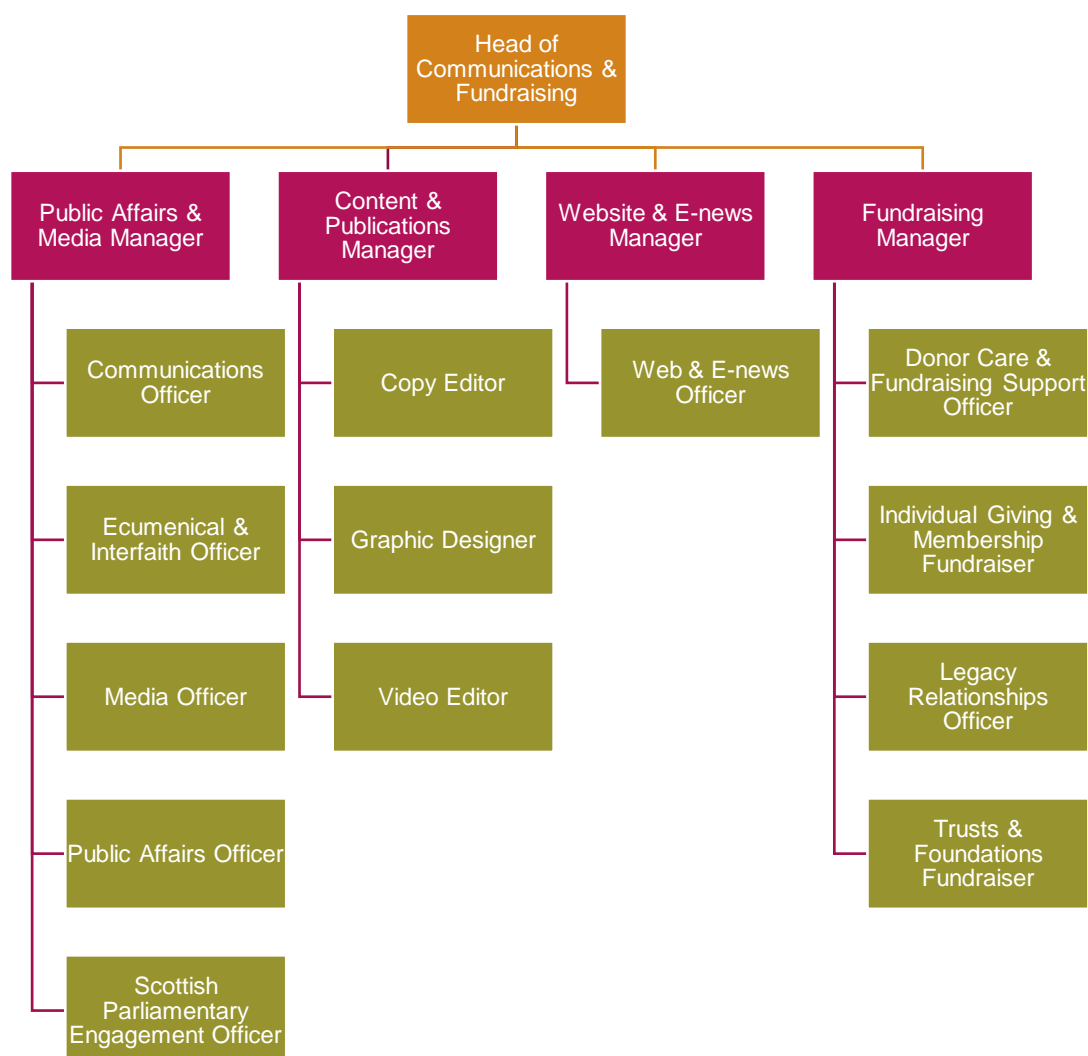 Head of
Communications &
Fundraising
Public Affairs &
Media Manager
Content &
Publications
Manager
Website & E-news
Manager
Fundraising
Manager
Communications
Officer
Ecumenical &
Interfaith Officer
Media Officer
Public Affairs Officer
Scottish
Parliamentary
Engagement Officer
Copy Editor
Graphic Designer
Video Editor
Web & E-news
Officer
Donor Care &
Fundraising Support
Officer
Individual Giving &
Membership
Fundraiser
Legacy
Relationships
Officer
Trusts &
Foundations
Fundraiser